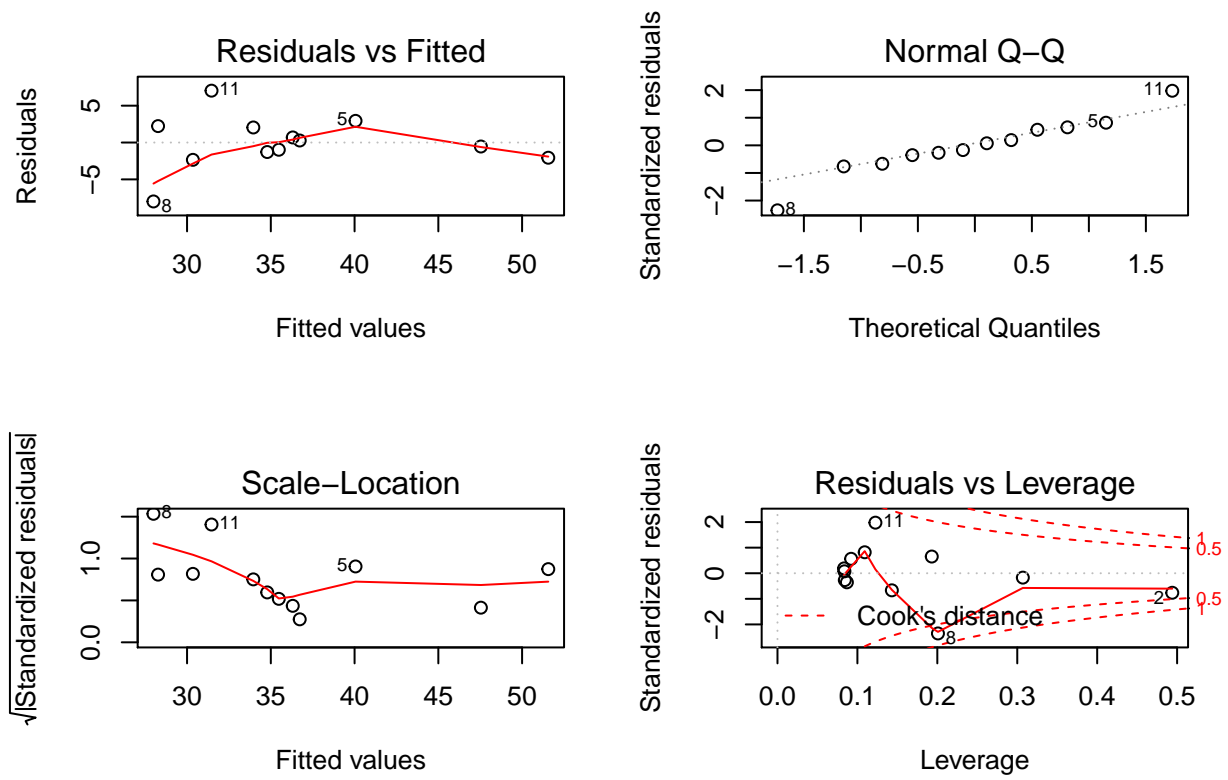 Residuals vs Fitted
Residuals
5
−5
11
5
8
30 35 40 45 50
Fitted values
Normal Q−Q
Standardized residuals
2
0
−2
11
5
8
−1.5 −0.5 0.5 1.5
Theoretical Quantiles
Scale−Location
√|Standardized residuals|
1.0
0.0
8
11
5
30 35 40 45 50
Fitted values
Residuals vs Leverage
Standardized residuals
2
0
−2
11
1
0.5
0.5
1
2
Cook's distance
8
0.0 0.1 0.2 0.3 0.4 0.5
Leverage